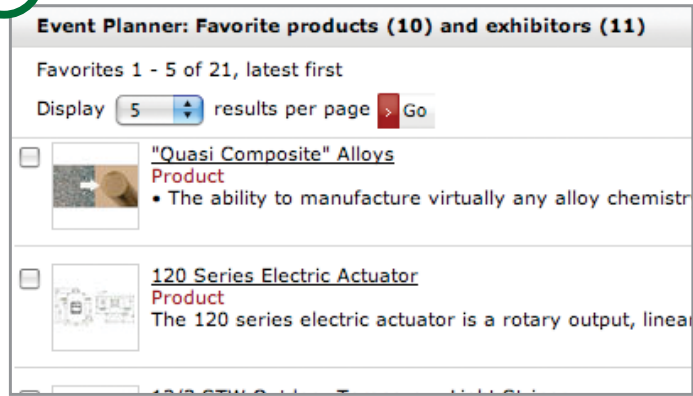 Event Planner: Favorite products (10) and exhibitors (11)
Favorites 1 - 5 of 21, latest first
Display 5 results per page › Go
"Quasi Composite" Alloys
Product
• The ability to manufacture virtually any alloy chemistr
120 Series Electric Actuator
Product
The 120 series electric actuator is a rotary output, linea